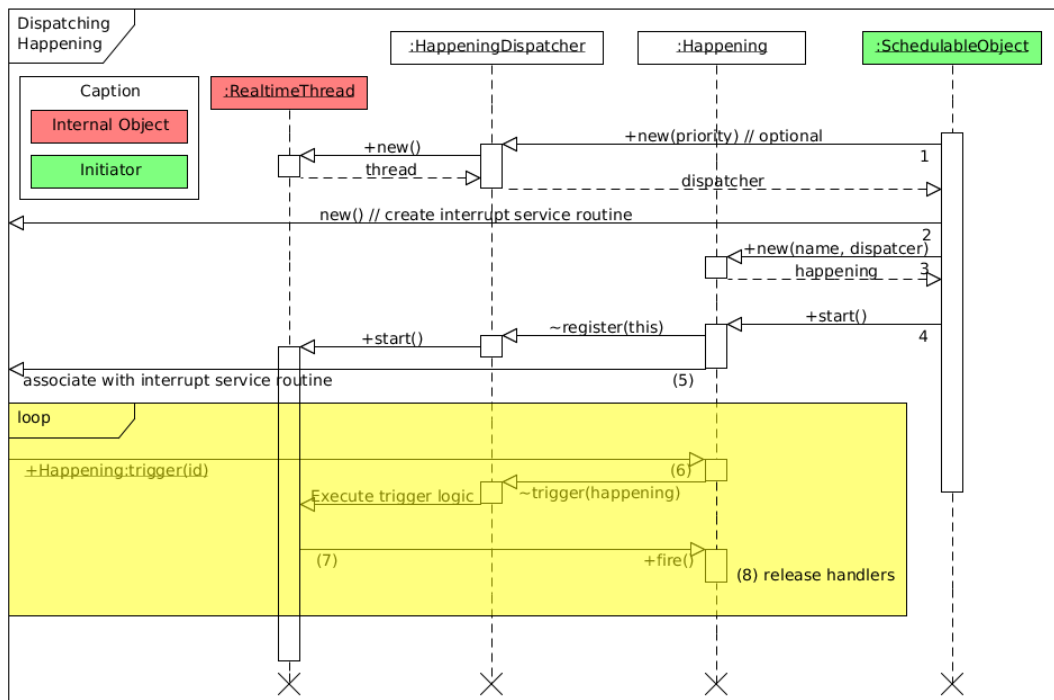 Dispatching
Happening
:HappeningDispatcher
:Happening
:SchedulableObject
Caption
Internal Object
Initiator
:RealtimeThread
+new(priority) // optional
1
+new()
thread
dispatcher
new() // create interrupt service routine
2
+new(name, dispatcer)
3
happening
+start()
4
~register(this)
+start()
associate with interrupt service routine
(5)
loop
+Happening:trigger(id)
(6)
~trigger(happening)
Execute trigger logic
(7)
+fire()
(8) release handlers